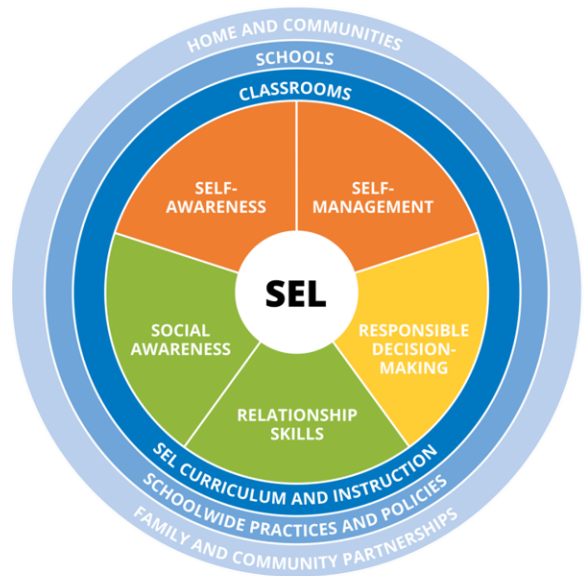 HOME AND COMMUNITIES
SCHOOLS
CLASSROOMS
SELF-
AWARENESS
SELF-
MANAGEMENT
SEL
SOCIAL
AWARENESS
RESPONSIBLE
DECISION-
MAKING
RELATIONSHIP
SKILLS
SEL CURRICULUM AND INSTRUCTION
SCHOOLWIDE PRACTICES AND POLICIES
FAMILY AND COMMUNITY PARTNERSHIPS